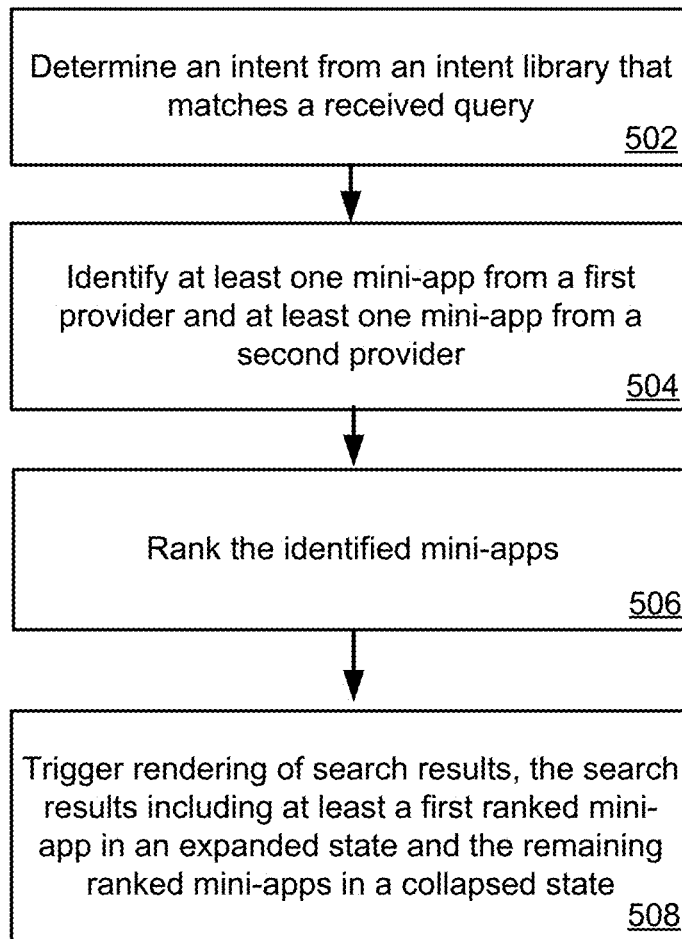 Determine an intent from an intent library that
matches a received query
502
Identify at least one mini-app from a first
provider and at least one mini-app from a
second provider
504
Rank the identified mini-apps
506
Trigger rendering of search results, the search
results including at least a first ranked mini-
app in an expanded state and the remaining
ranked mini-apps in a collapsed state
508